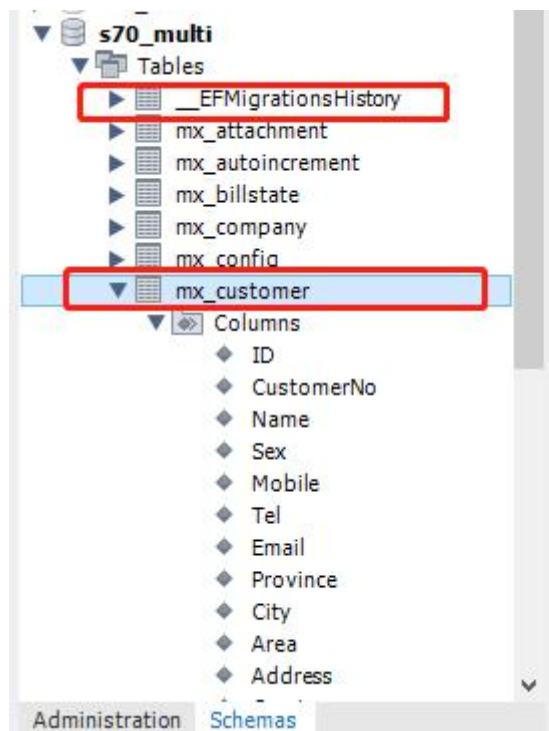 s70_multi
Tables
__EFMigrationsHistory
mx_attachment
mx_autoincrement
mx_billstate
mx_company
mx_config
mx_customer
Columns
ID
CustomerNo
Name
Sex
Mobile
Tel
Email
Province
City
Area
Address
Administration Schemas